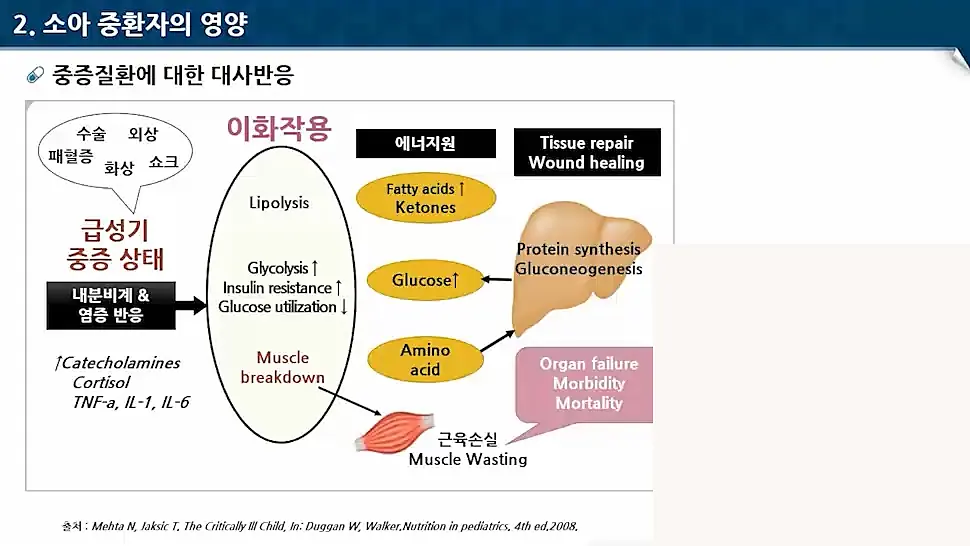 2. 소아 중환자의 영양
중증질환에 대한 대사반응
수술 외상
패혈증
화상 쇼크
급성기
중증 상태
내분비계 &
염증 반응
↑Catecholamines
Cortisol
TNF-a, IL-1, IL-6
이화작용
Lipolysis
Glycolysis↑
Insulin resistance↑
Glucose utilization↓
Muscle
breakdown
에너지원
Fatty acids↑
Ketones
Glucose↑
Amino
acid
Tissue repair
Wound healing
Protein synthesis
Gluconeogenesis
Organ failure
Morbidity
Mortality
근육손실
Muscle Wasting
출처 : Mehta N, Jaksic T. The Critically Ill Child, In: Duggan W, Walker.Nutrition in pediatrics. 4th ed.2008.